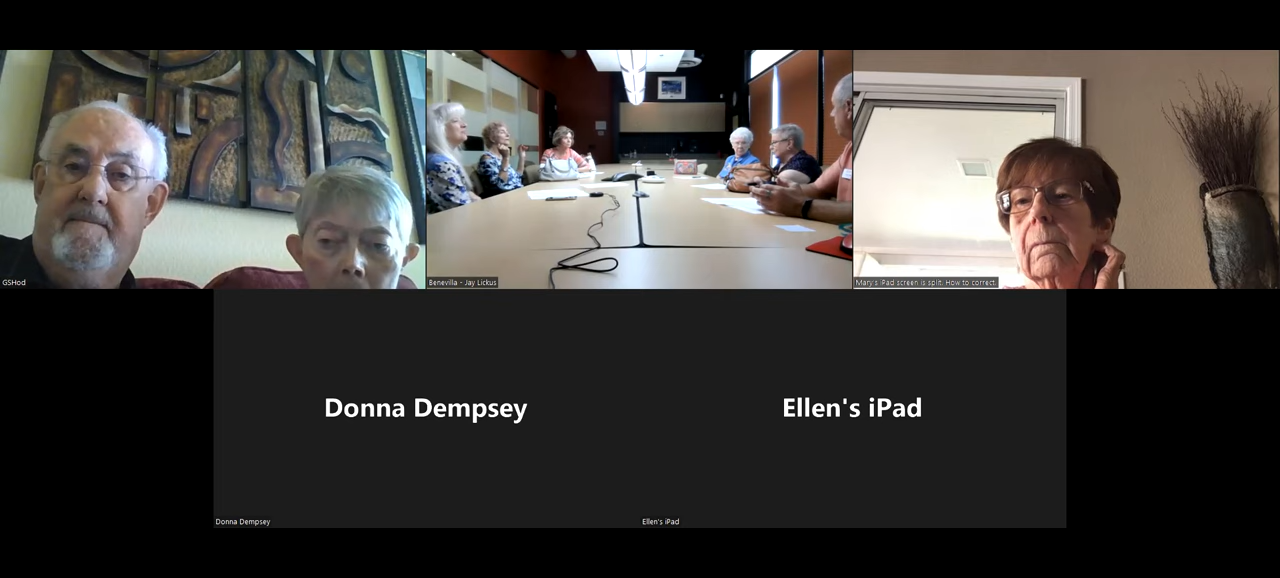 GSHod
Benevilla - Jay Lickus
Mary's iPad screen is split. How to correct.
Donna Dempsey
Ellen's iPad
Donna Dempsey
Ellen's iPad